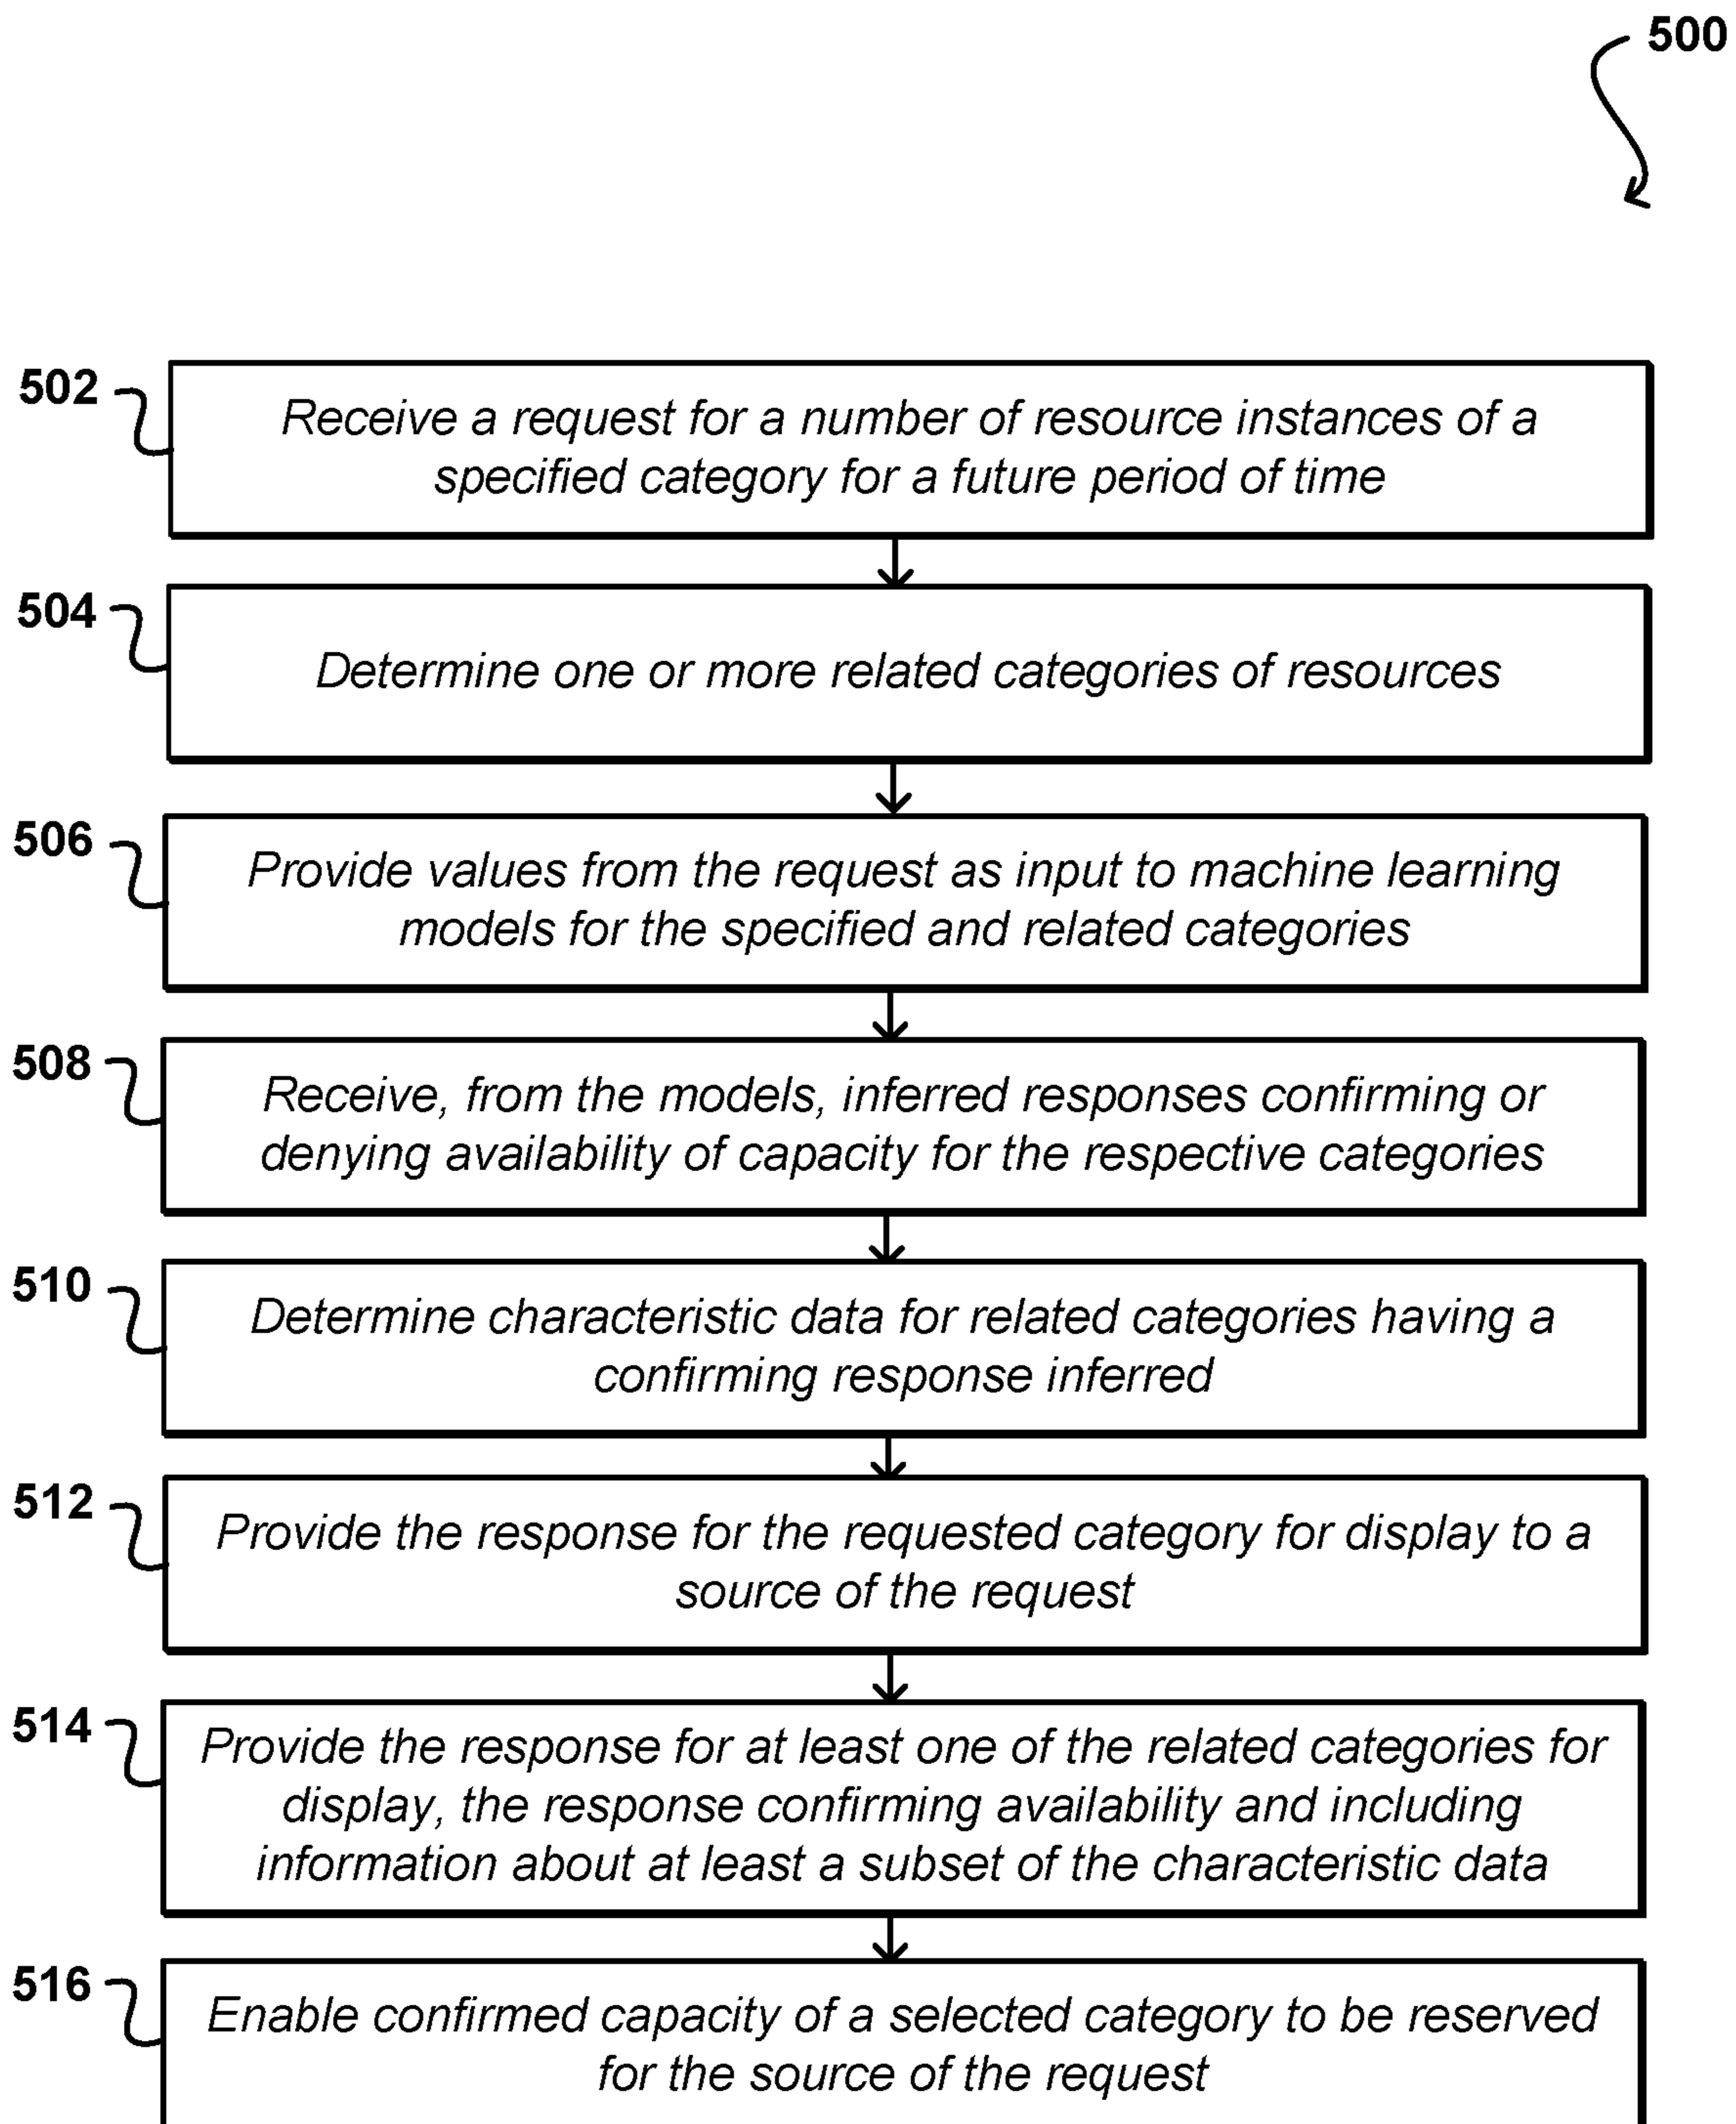 500
502
Receive a request for a number of resource instances of a
specified category for a future period of time
504
Determine one or more related categories of resources
506
Provide values from the request as input to machine learning
models for the specified and related categories
508
Receive, from the models, inferred responses confirming or
denying availability of capacity for the respective categories
510
Determine characteristic data for related categories having a
confirming response inferred
512
Provide the response for the requested category for display to a
source of the request
514
Provide the response for at least one of the related categories for
display, the response confirming availability and including
information about at least a subset of the characteristic data
516
Enable confirmed capacity of a selected category to be reserved
for the source of the request